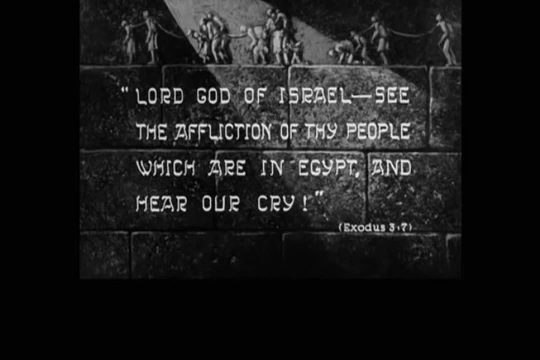 "LORD GOD OF ISRAEL—SEE
THE AFFLICTION OF THY PEOPLE
WHICH ARE IN EGYPT, AND
HEAR OUR CRY!"
(Exodus 3:7)